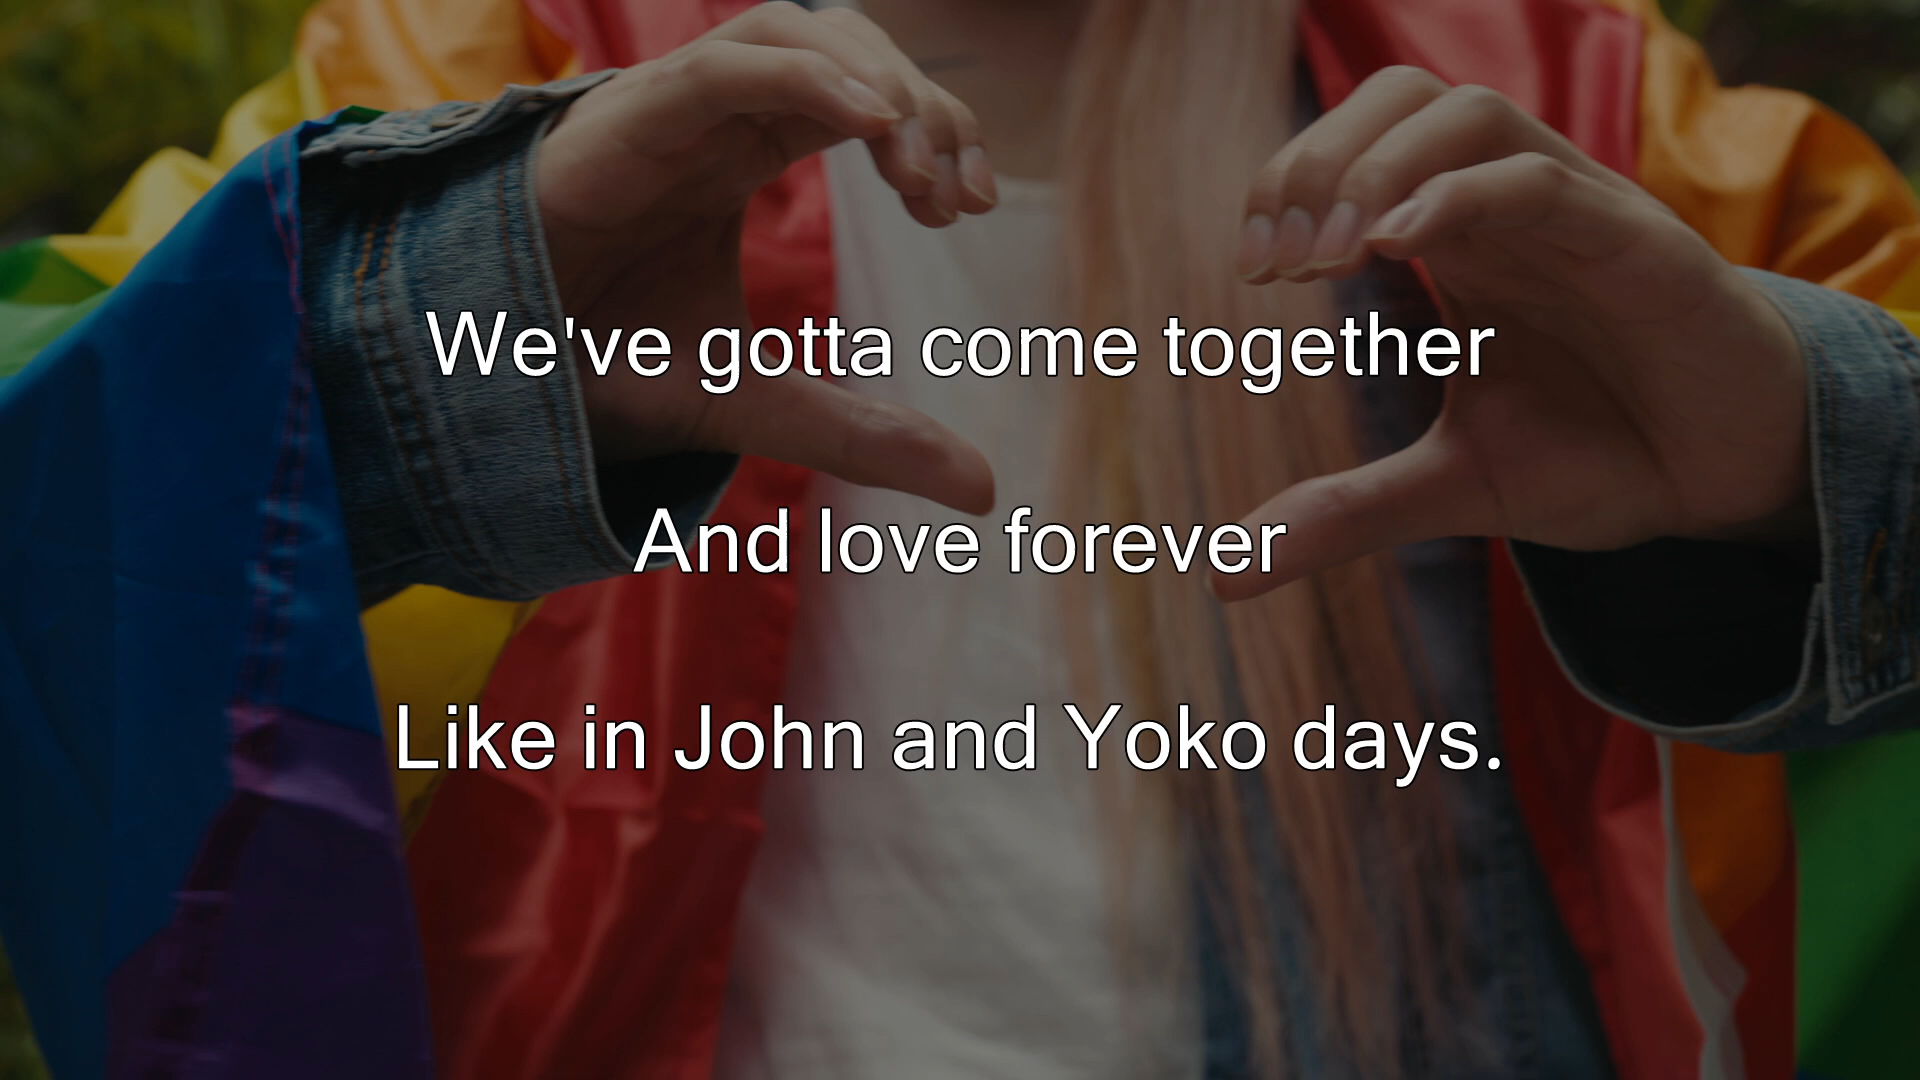 We've gotta come together
And love forever
Like in John and Yoko days.